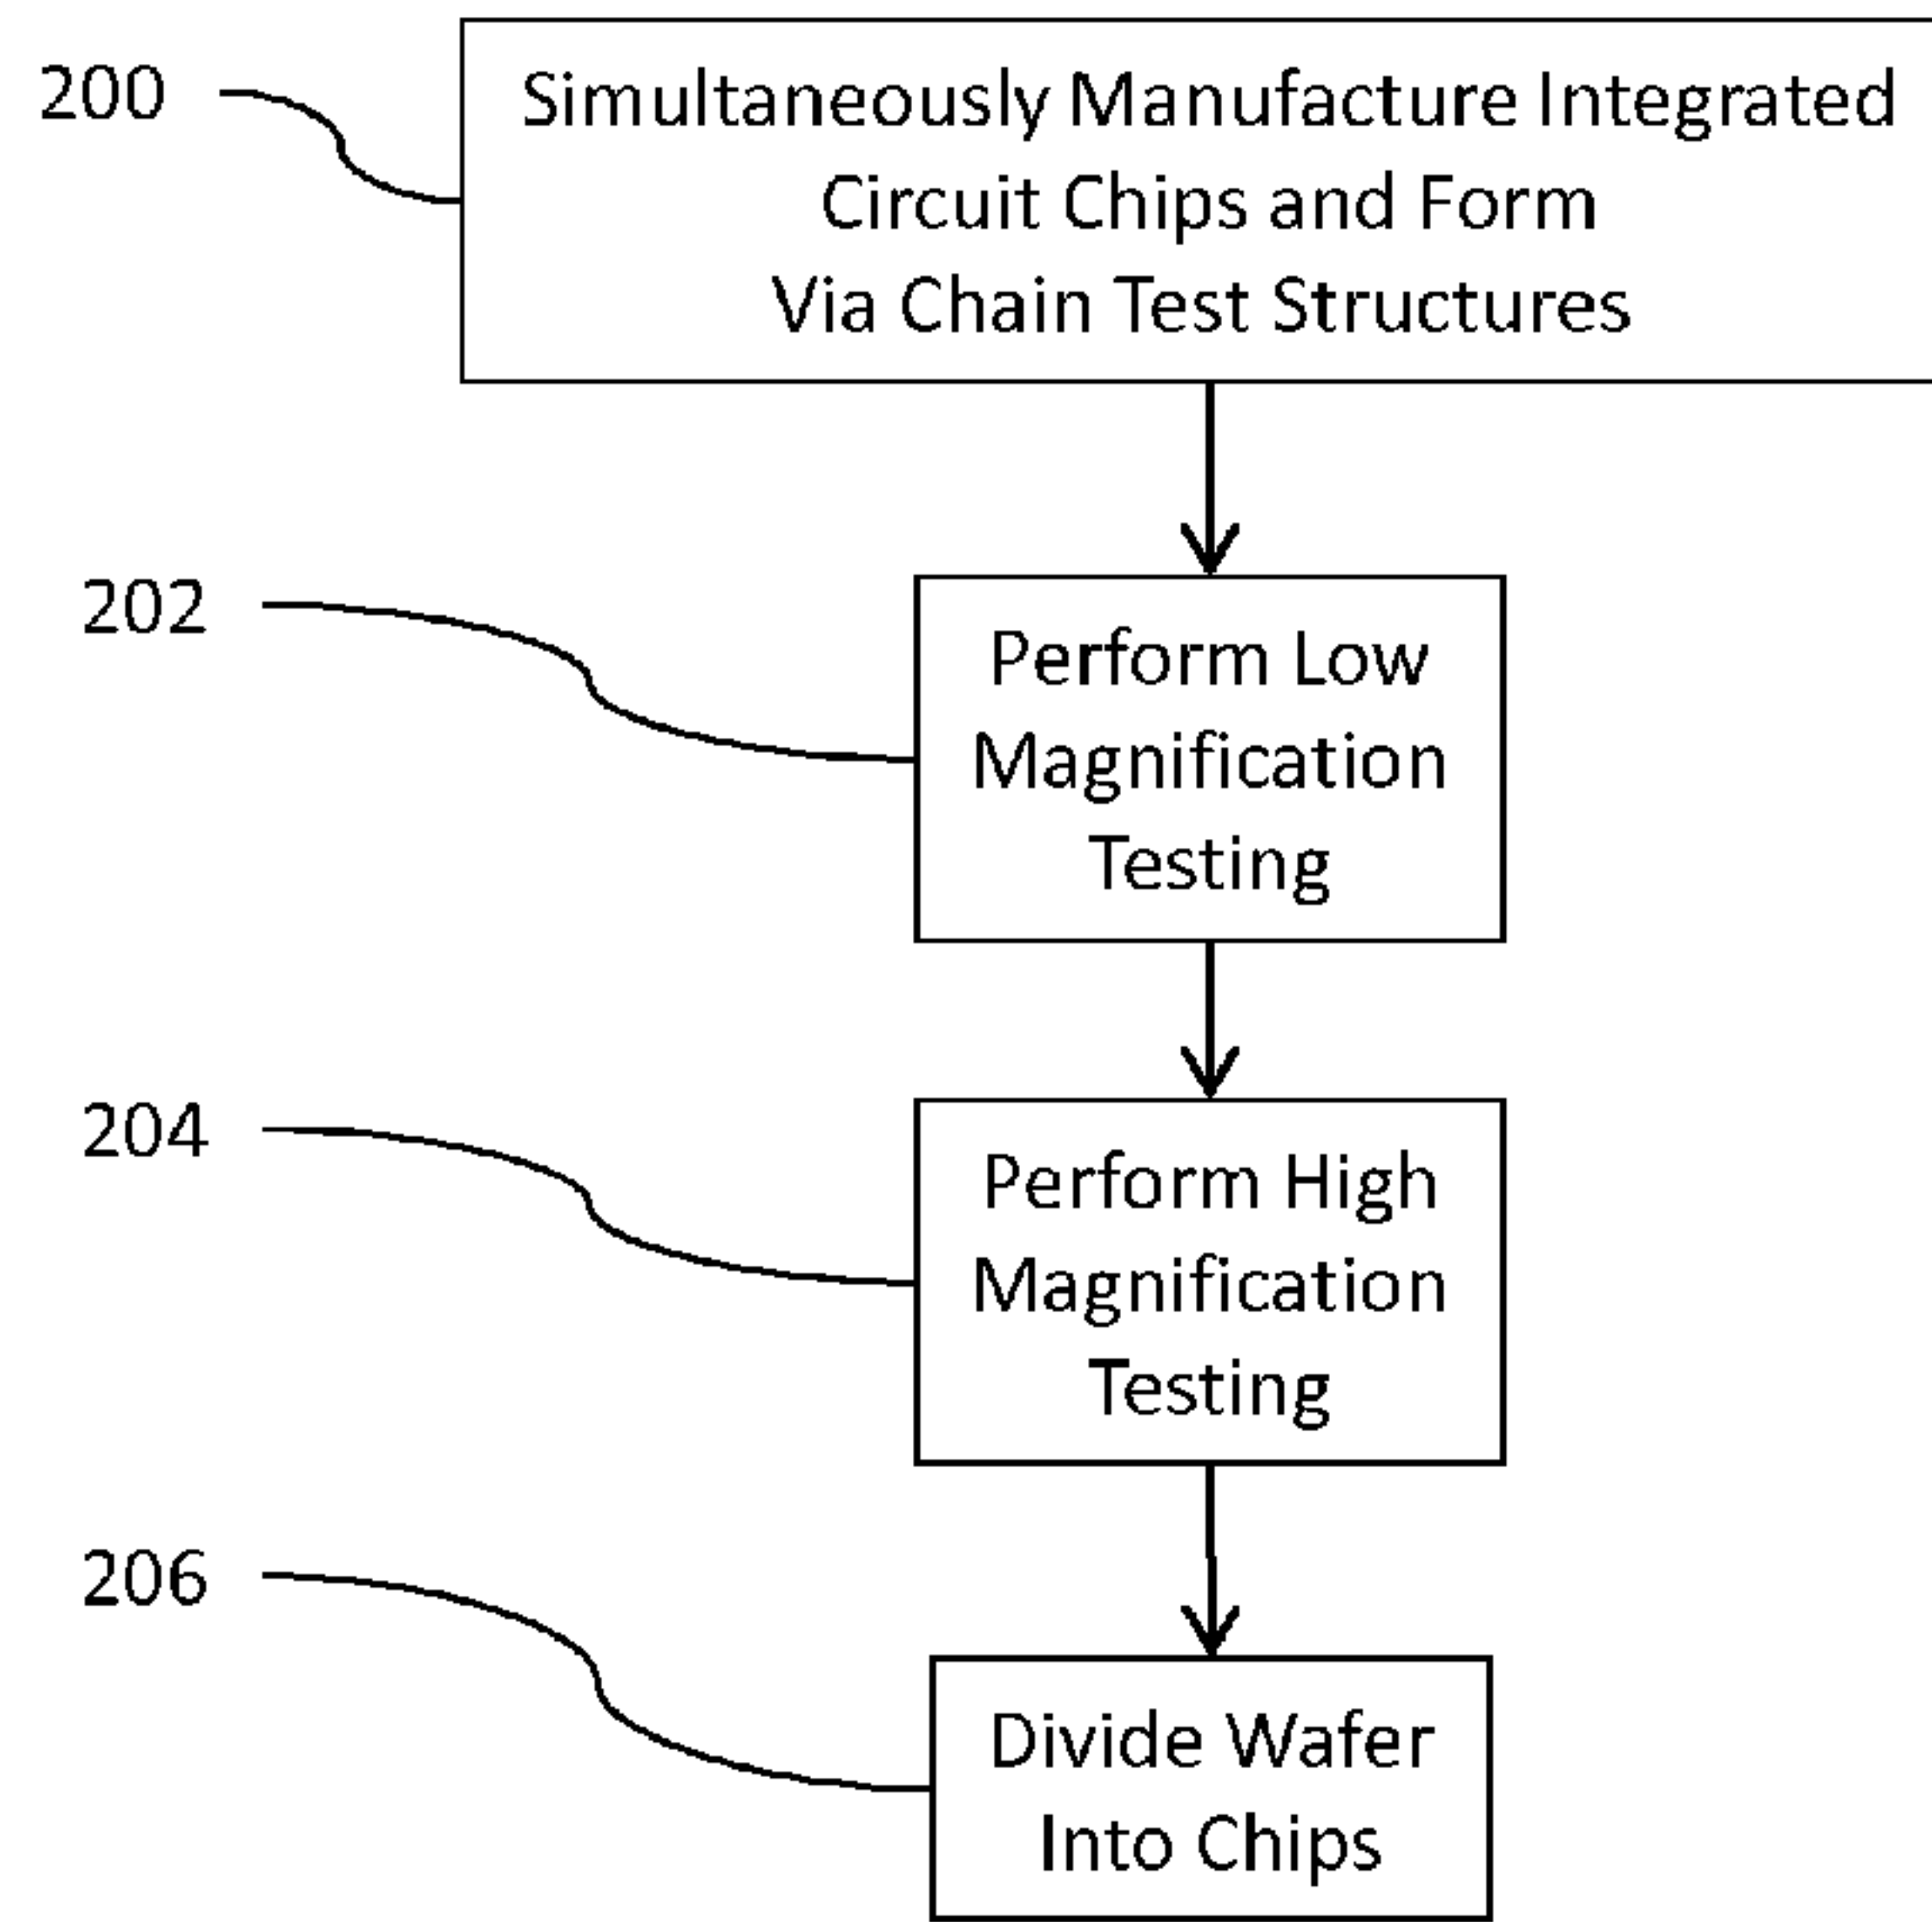 200
Simultaneously Manufacture Integrated
Circuit Chips and Form
Via Chain Test Structures
202
Perform Low
Magnification
Testing
204
Perform High
Magnification
Testing
206
Divide Wafer
Into Chips